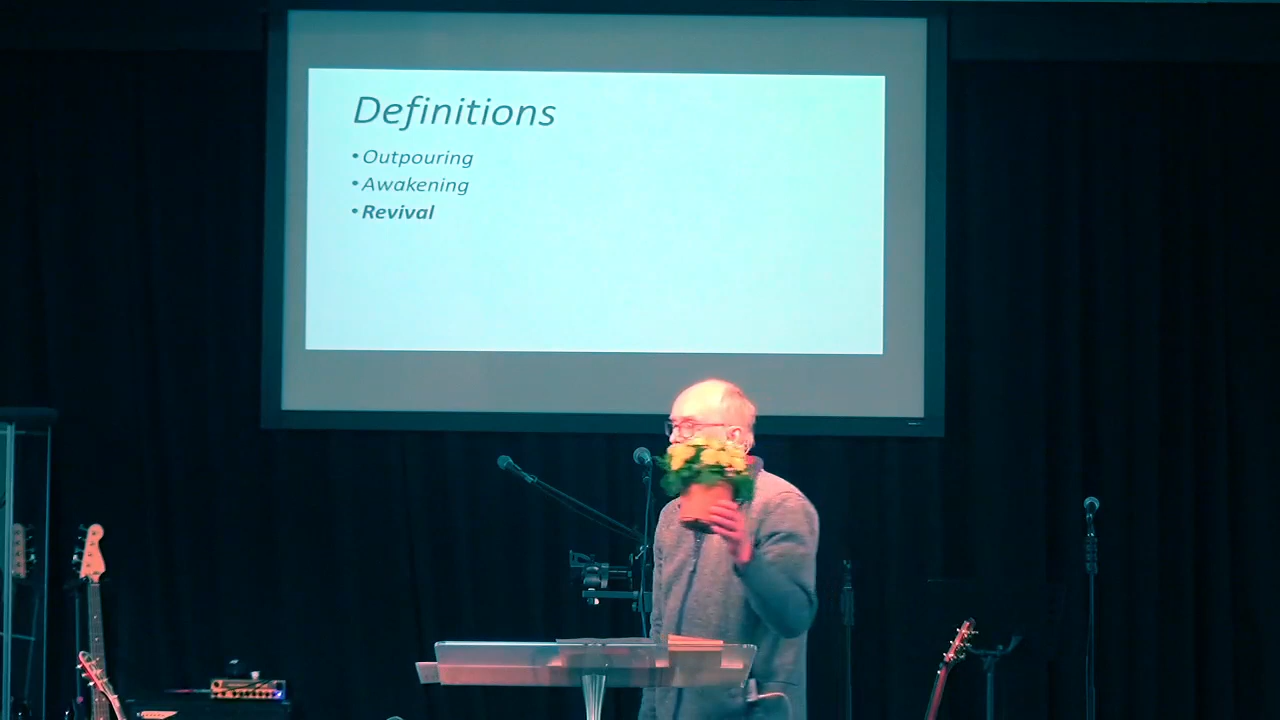 Definitions
• Outpouring
• Awakening
• Revival